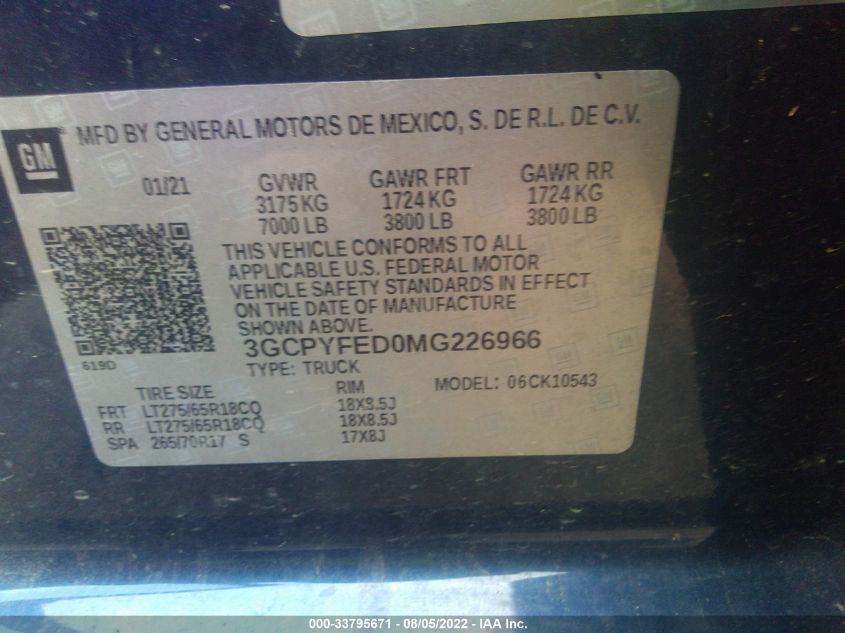 GM
MFD BY GENERAL MOTORS DE MEXICO, S. DE R.L. DE C.V.
01/21 GVWR GAWR FRT GAWR RR
3175 KG 1724 KG 1724 KG
7000 LB 3800 LB 3800 LB
THIS VEHICLE CONFORMS TO ALL
APPLICABLE U.S. FEDERAL MOTOR
VEHICLE SAFETY STANDARDS IN EFFECT
ON THE DATE OF MANUFACTURE
SHOWN ABOVE.
3GCPYFED0MG226966
619D
TYPE: TRUCK
MODEL: 06CK10543
TIRE SIZE RIM
FRT LT275/65R18CQ 18X8.5J
RR LT275/65R18CQ 18X8.5J
SPA 265/70R17 S 17X8J
000-33795671 - 08/05/2022 - IAA Inc.